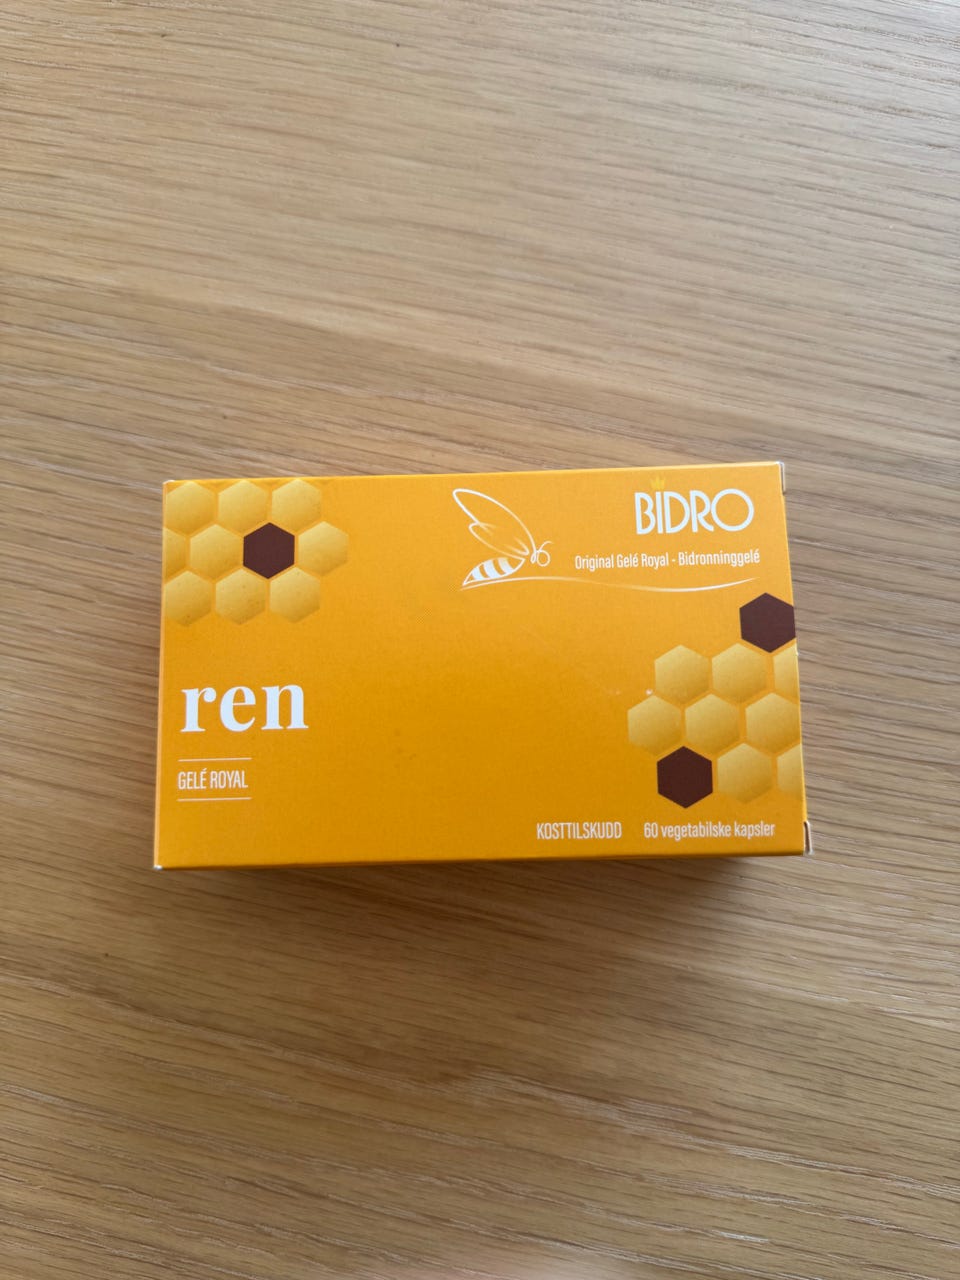 BIDRO
Original Gelé Royal - Bidronninggelé
ren
GELÉ ROYAL
KOSTTILSKUDD 60 vegetabilske kapsler